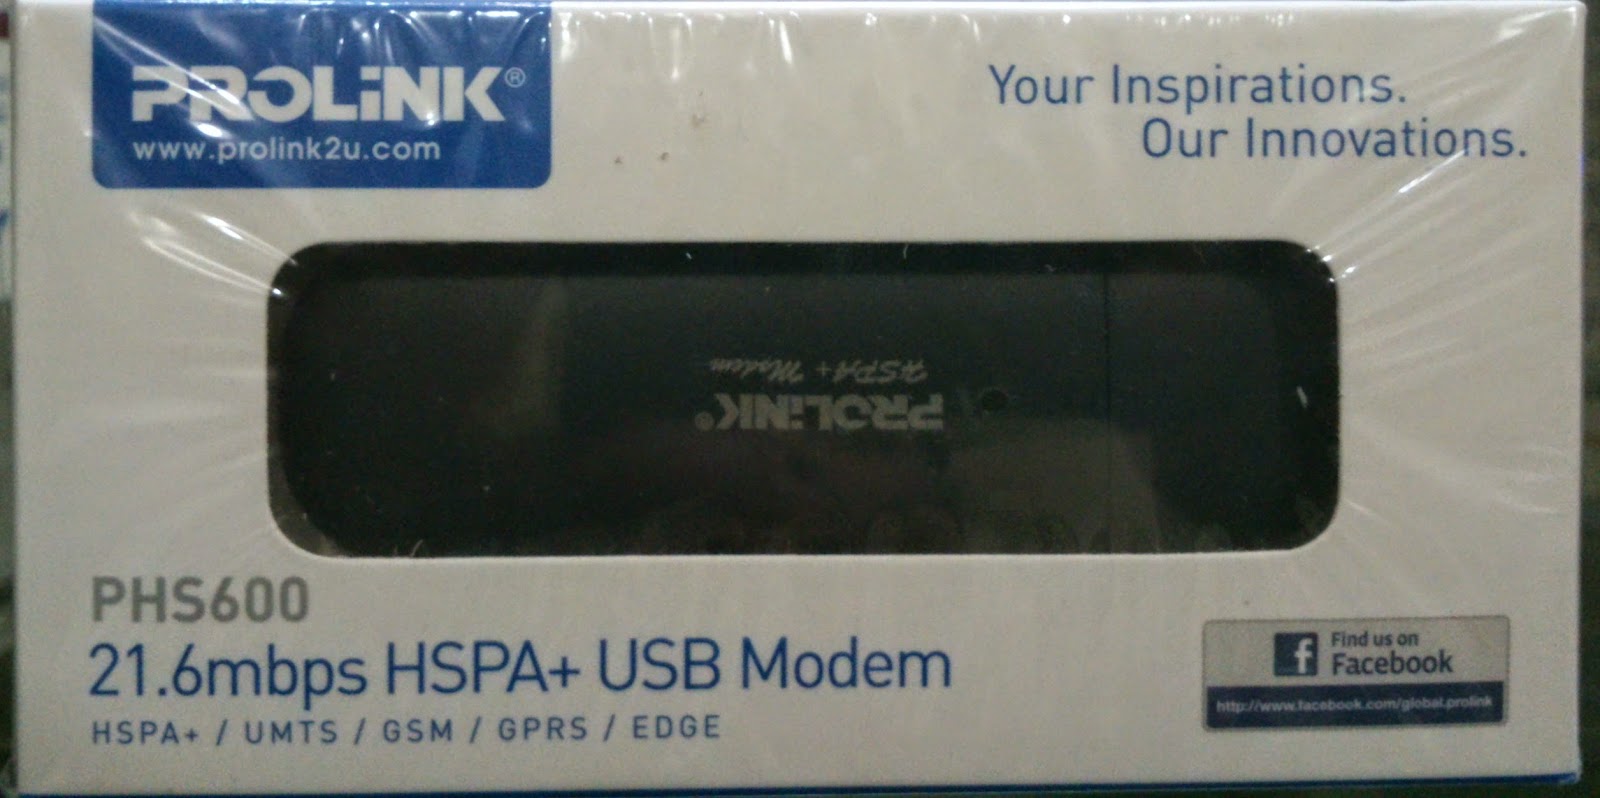 PROLiNK®
www.prolink2u.com
Your Inspirations.
Our Innovations.
HSPA+ Modem
PROLiNK®
PHS600
21.6mbps HSPA+ USB Modem
HSPA+ / UMTS / GSM / GPRS / EDGE
f Find us on
Facebook
http://www.facebook.com/global.prolink